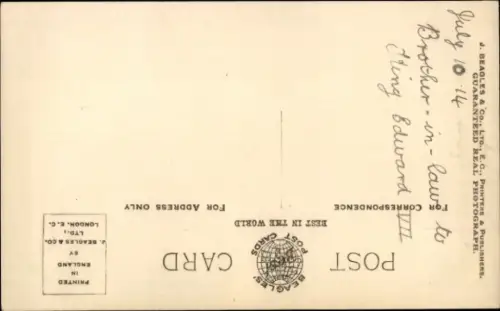 POST CARD
BEAGLES'
POST CARDS
BEST IN THE WORLD
FOR CORRESPONDENCE
FOR ADDRESS ONLY
PRINTED
IN
ENGLAND
BY
J. BEAGLES & CO.
LTD.,
LONDON. E.C.
J. BEAGLES & CO., LTD., E.C., PRINTERS & PUBLISHERS.
GUARANTEED REAL PHOTOGRAPH.
July 10 14
Brother-in-law to
King Edward VII